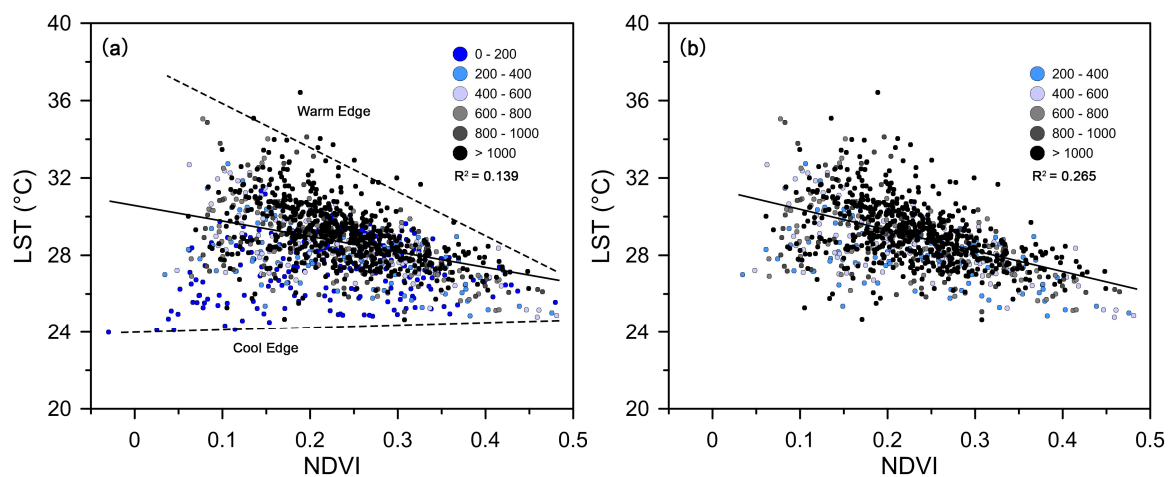 (a)
40
36
32
28
24
20
LST (°C)
0
0.1
0.2
0.3
0.4
0.5
NDVI
Warm Edge
Cool Edge
0 - 200
200 - 400
400 - 600
600 - 800
800 - 1000
> 1000
R² = 0.139
(b)
40
36
32
28
24
20
LST (°C)
0
0.1
0.2
0.3
0.4
0.5
NDVI
200 - 400
400 - 600
600 - 800
800 - 1000
> 1000
R² = 0.265